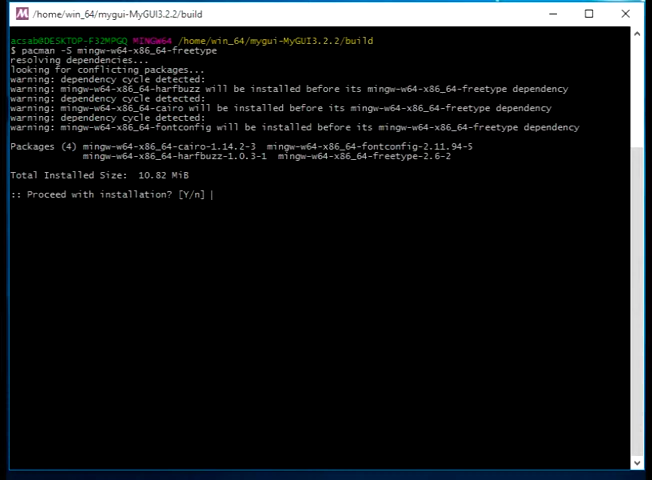 /home/win_64/mygui-MyGUI3.2.2/build
acsab@DESKTOP-F32MPGQ MINGW64 /home/win_64/mygui-MyGUI3.2.2/build
$ pacman -S mingw-w64-x86_64-freetype
resolving dependencies...
looking for conflicting packages...
warning: dependency cycle detected:
warning: mingw-w64-x86_64-harfbuzz will be installed before its mingw-w64-x86_64-freetype dependency
warning: dependency cycle detected:
warning: mingw-w64-x86_64-cairo will be installed before its mingw-w64-x86_64-freetype dependency
warning: dependency cycle detected:
warning: mingw-w64-x86_64-fontconfig will be installed before its mingw-w64-x86_64-freetype dependency
Packages (4) mingw-w64-x86_64-cairo-1.14.2-3 mingw-w64-x86_64-fontconfig-2.11.94-5
mingw-w64-x86_64-harfbuzz-1.0.3-1 mingw-w64-x86_64-freetype-2.6-2
Total Installed Size: 10.82 MiB
:: Proceed with installation? [Y/n]